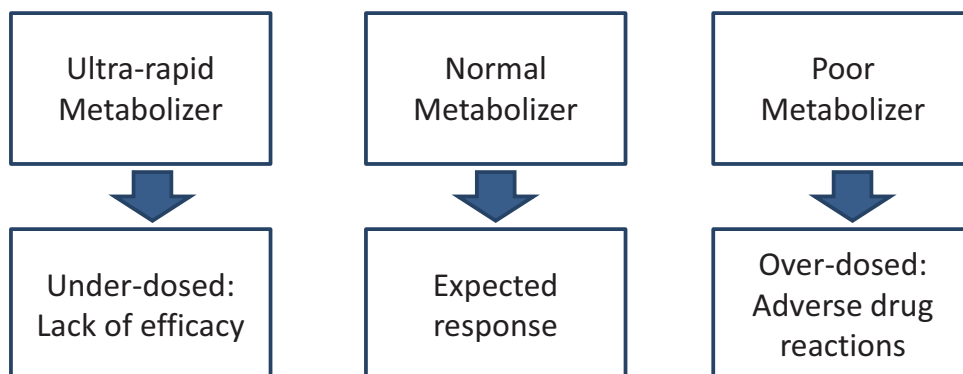 Ultra-rapid
Metabolizer
Normal
Metabolizer
Poor
Metabolizer
Under-dosed:
Lack of efficacy
Expected
response
Over-dosed:
Adverse drug
reactions